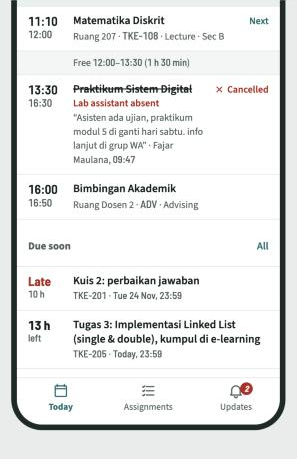 11:10 Matematika Diskrit Next
12:00 Ruang 207 · TKE-108 · Lecture · Sec B
Free 12:00–13:30 (1 h 30 min)
13:30 Praktikum Sistem Digital × Cancelled
16:30 Lab assistant absent
"Asisten ada ujian, praktikum
modul 5 di ganti hari sabtu. info
lanjut di grup WA" · Fajar
Maulana, 09:47
16:00 Bimbingan Akademik
16:50 Ruang Dosen 2 · ADV · Advising
Due soon All
Late Kuis 2: perbaikan jawaban
10 h TKE-201 · Tue 24 Nov, 23:59
13 h Tugas 3: Implementasi Linked List
left (single & double), kumpul di e-learning
TKE-205 · Today, 23:59
2
Today Assignments Updates